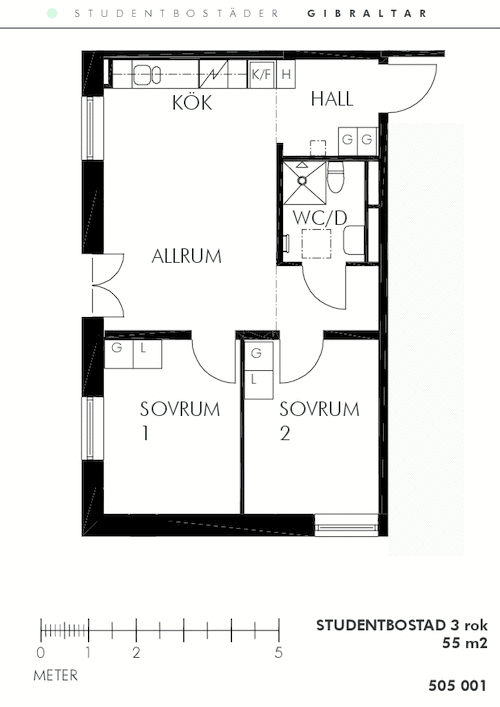 STUDENTBOSTÄDER GIBRALTAR
K/F H
KÖK
HALL
G G
WC/D
ALLRUM
G L
G
L
SOVRUM
1
SOVRUM
2
0 1 2 5
METER
STUDENTBOSTAD 3 rok
55 m2
505 001